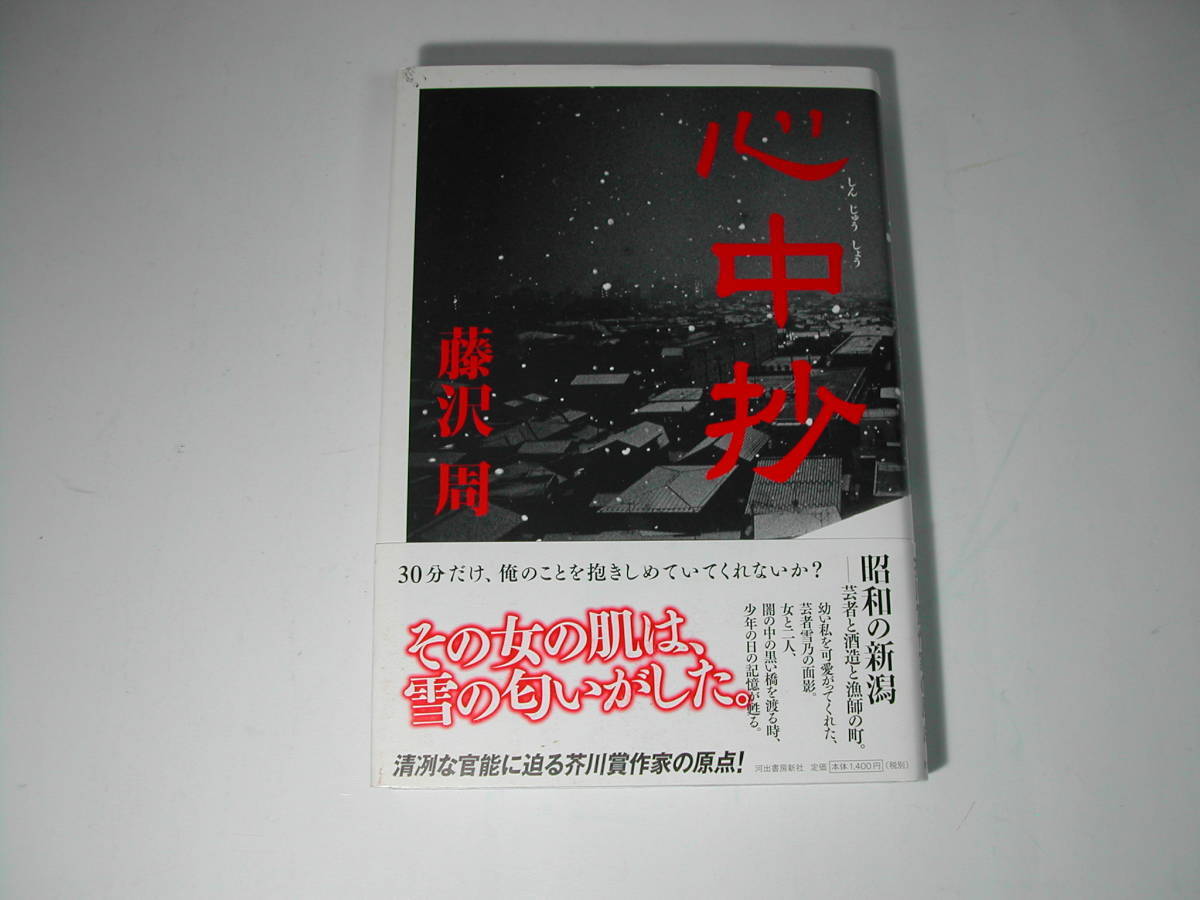 心中抄
しんじゅうしょう
藤沢 周
30分だけ、俺のことを抱きしめていてくれないか?
その女の肌は、
雪の匂いがした。
清冽な官能に迫る芥川賞作家の原点!
昭和の新潟
──芸者と酒造と漁師の町。
幼い私を可愛がってくれた、
芸者雪乃の面影。
女と二人、
闇の中の黒い橋を渡る時、
少年の日の記憶が甦る。
河出書房新社 定価 本体1,400円(税別)